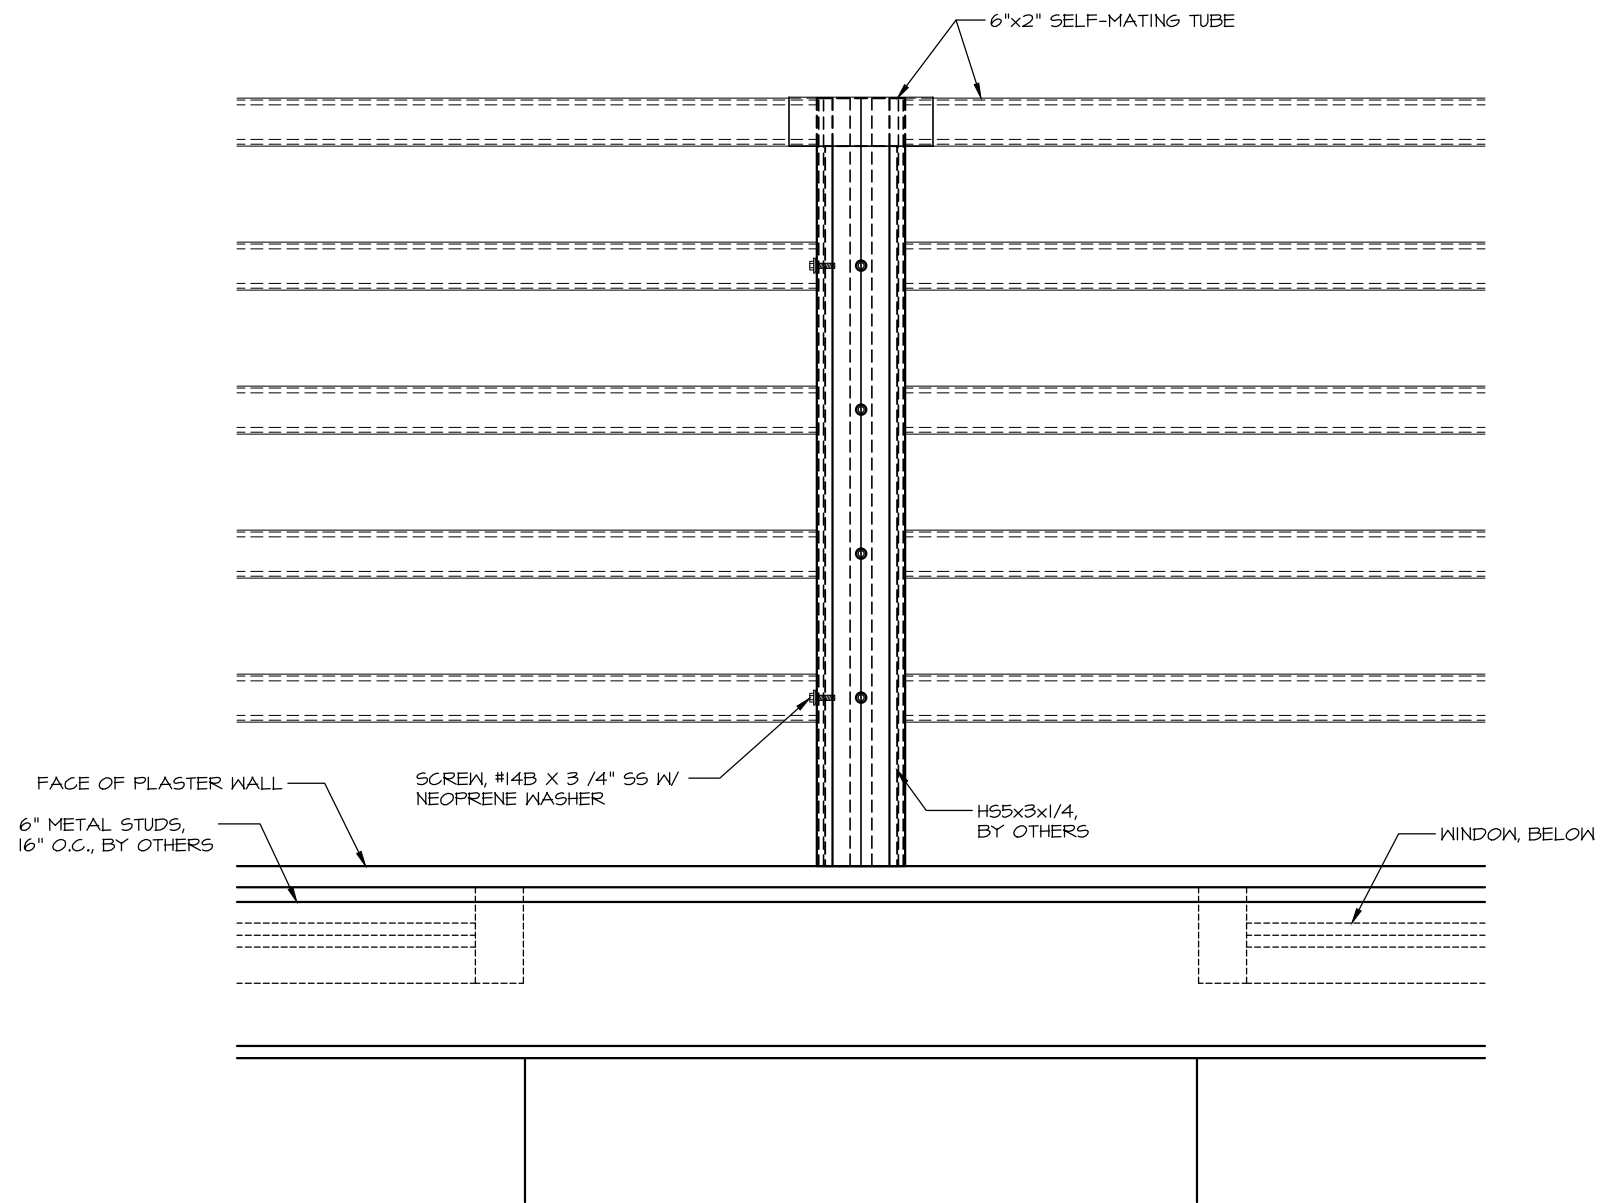 6"x2" SELF-MATING TUBE
FACE OF PLASTER WALL
6" METAL STUDS,
16" O.C., BY OTHERS
SCREW, #14B X 3 /4" SS W/
NEOPRENE WASHER
HS5x3x1/4,
BY OTHERS
WINDOW, BELOW